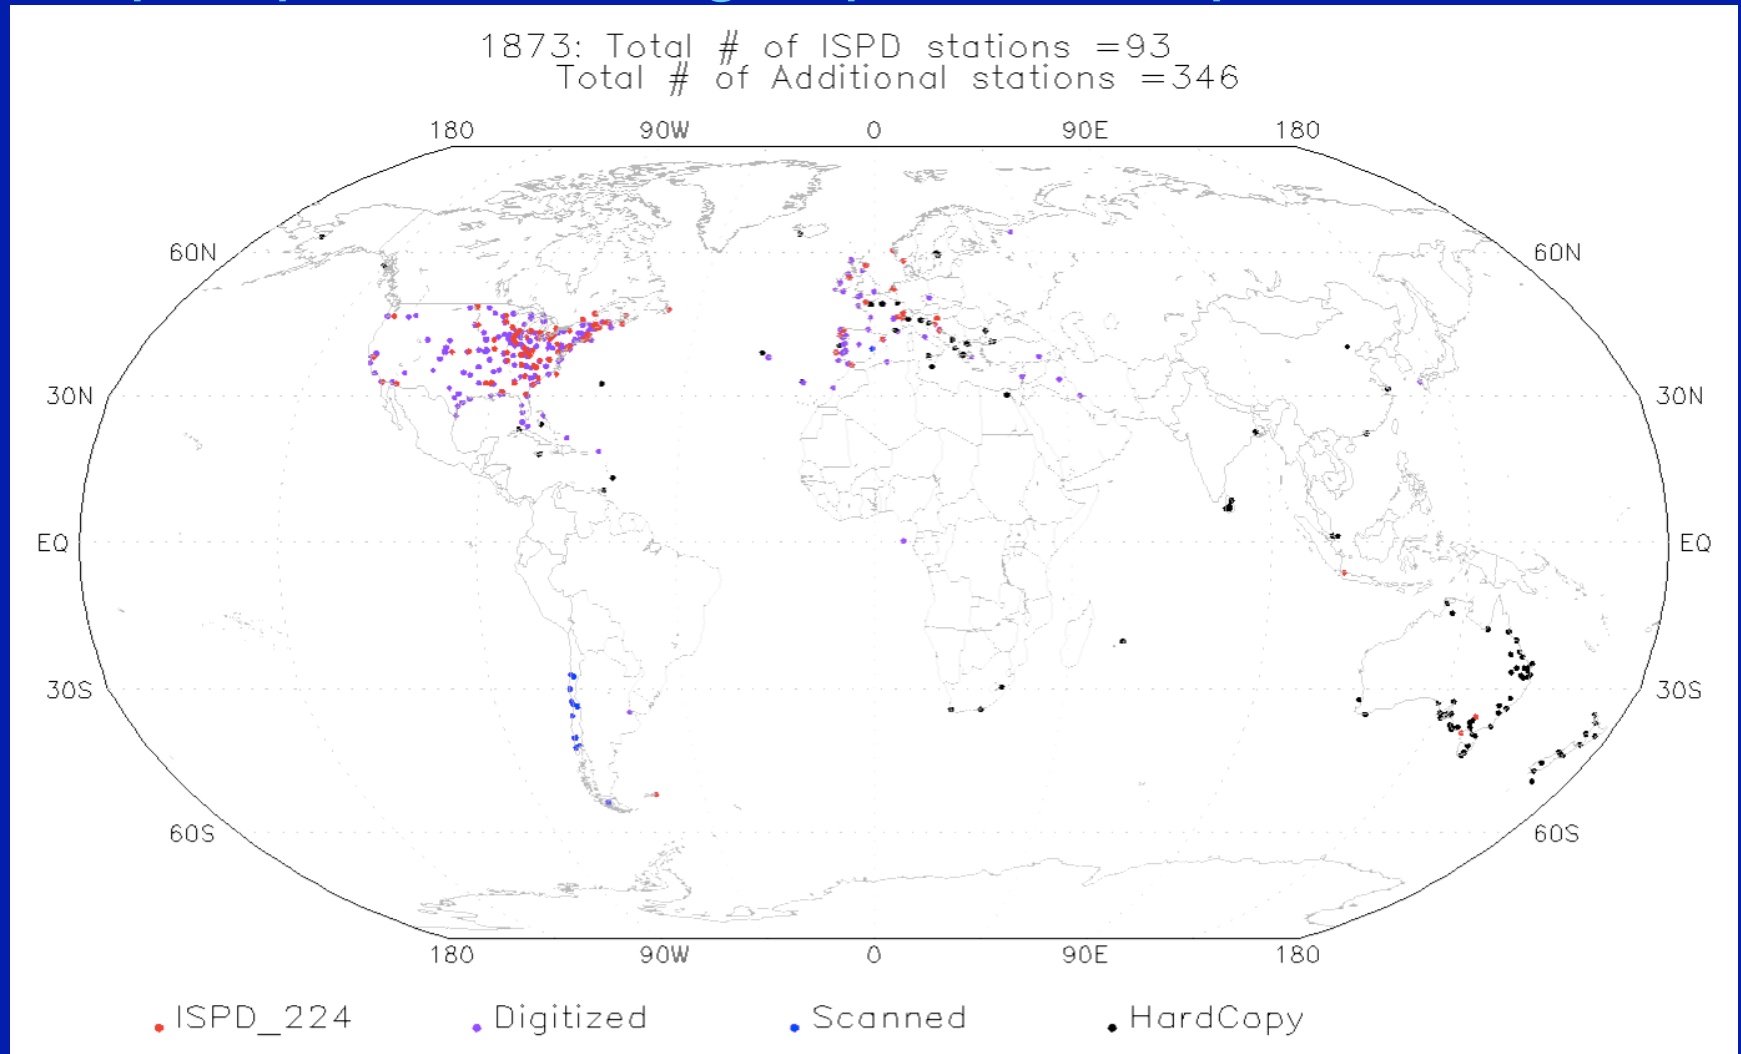 1873: Total # of ISPD stations =93
Total # of Additional stations =346
180 90W 0 90E 180
60N 60N
30N 30N
EQ EQ
30S 30S
60S 60S
180 90W 0 90E 180
ISPD_224 Digitized Scanned HardCopy